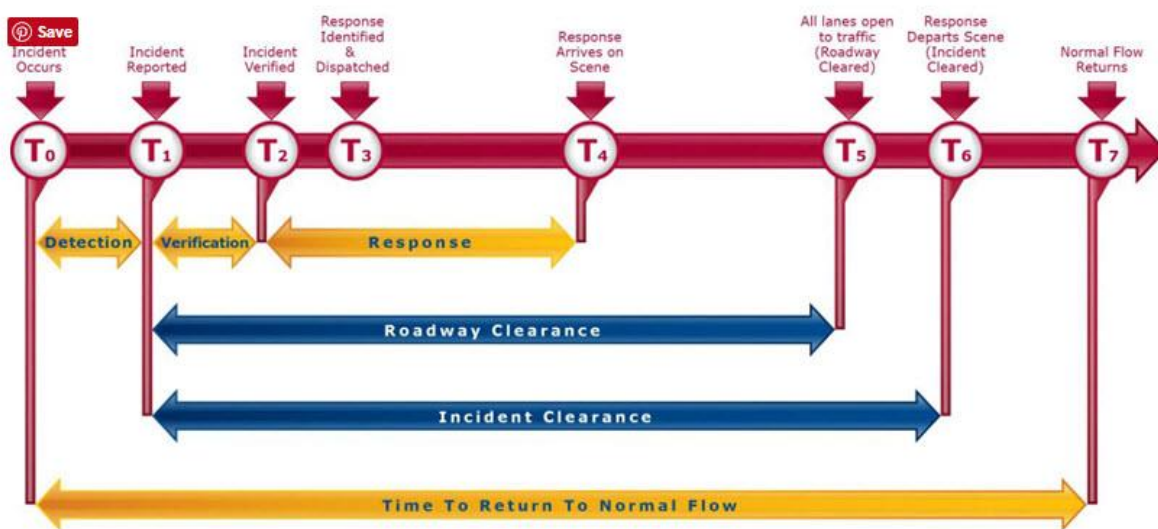 Save
Incident
Occurs
Incident
Reported
Incident
Verified
Response
Identified
&
Dispatched
Response
Arrives on
Scene
All lanes open
to traffic
(Roadway
Cleared)
Response
Departs Scene
(Incident
Cleared)
Normal Flow
Returns
T0
T1
T2
T3
T4
T5
T6
T7
Detection
Verification
Response
Roadway Clearance
Incident Clearance
Time To Return To Normal Flow